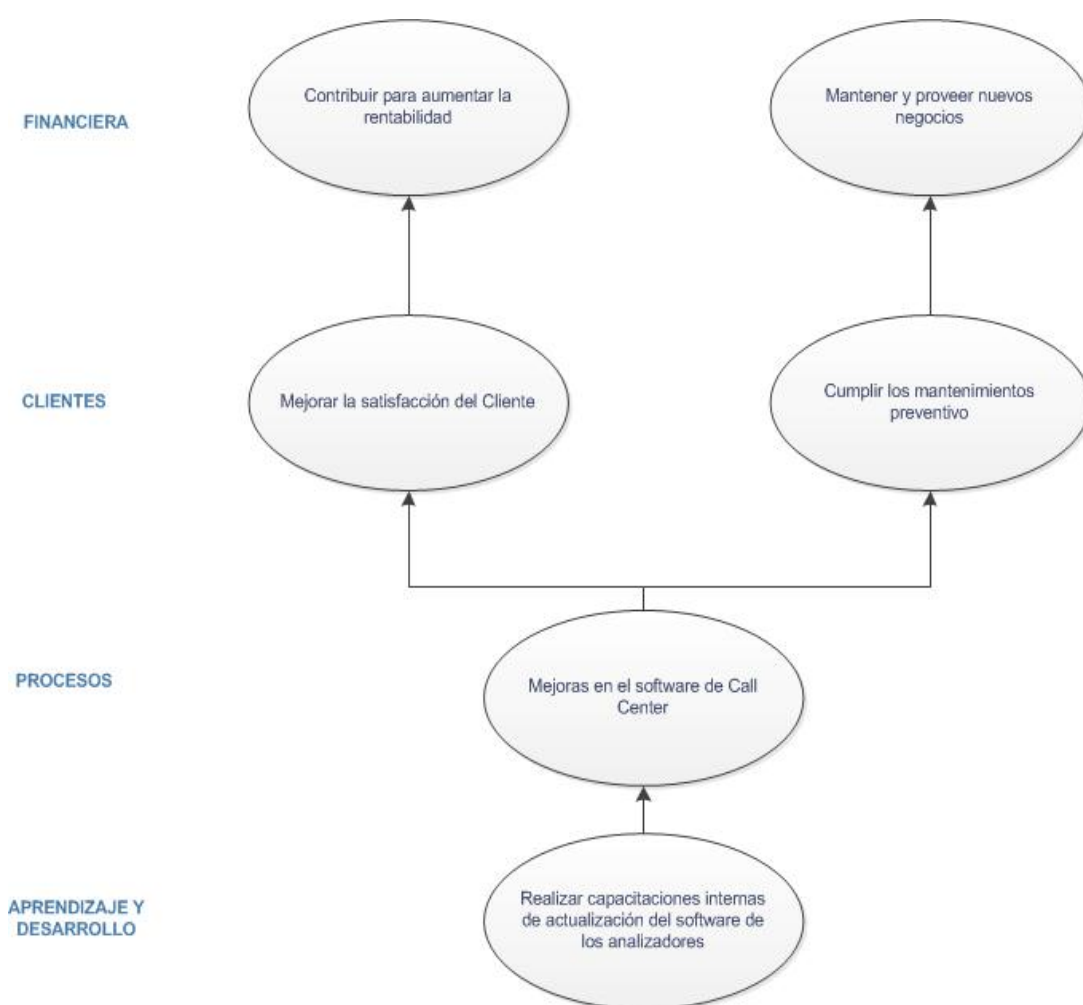 Contribuir para aumentar la
rentabilidad
Mantener y proveer nuevos
negocios
FINANCIERA
CLIENTES
Mejorar la satisfacción del Cliente
Cumplir los mantenimientos
preventivo
PROCESOS
Mejoras en el software de Call
Center
APRENDIZAJE Y
DESARROLLO
Realizar capacitaciones internas
de actualización del software de
los analizadores